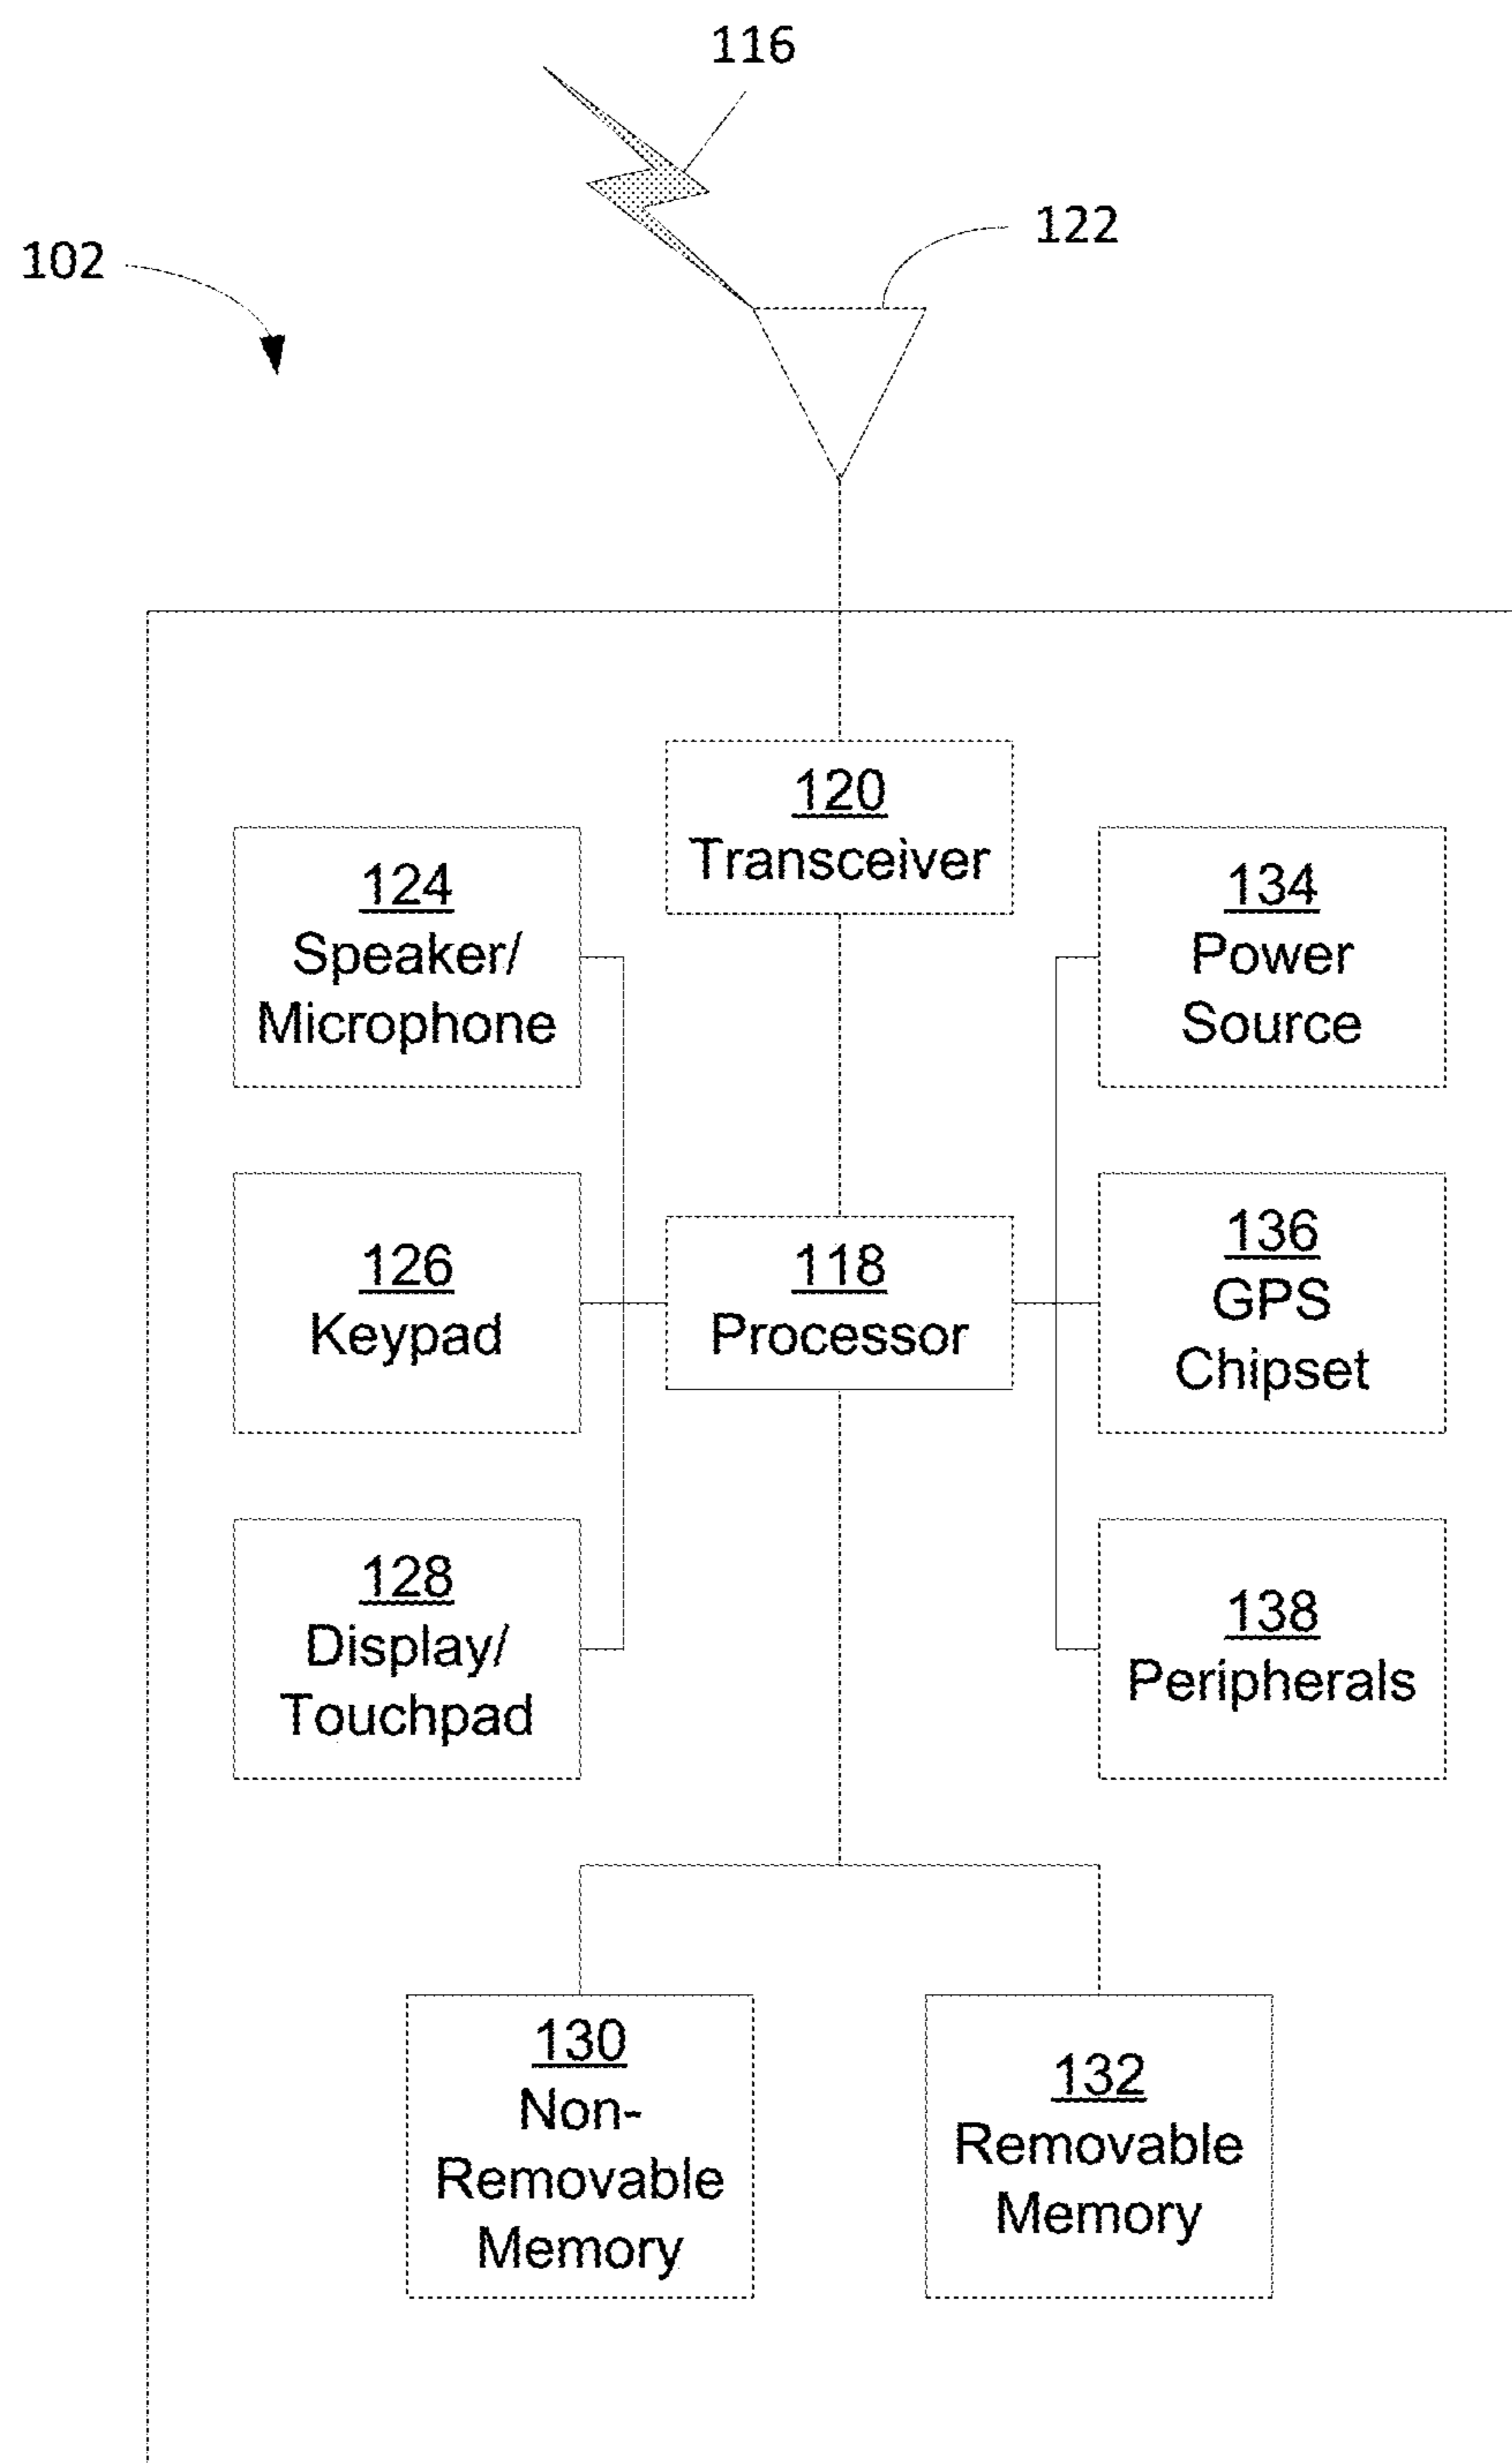 116
122
102
120
Transceiver
124
Speaker/
Microphone
134
Power
Source
126
Keypad
118
Processor
136
GPS
Chipset
128
Display/
Touchpad
138
Peripherals
130
Non-
Removable
Memory
132
Removable
Memory